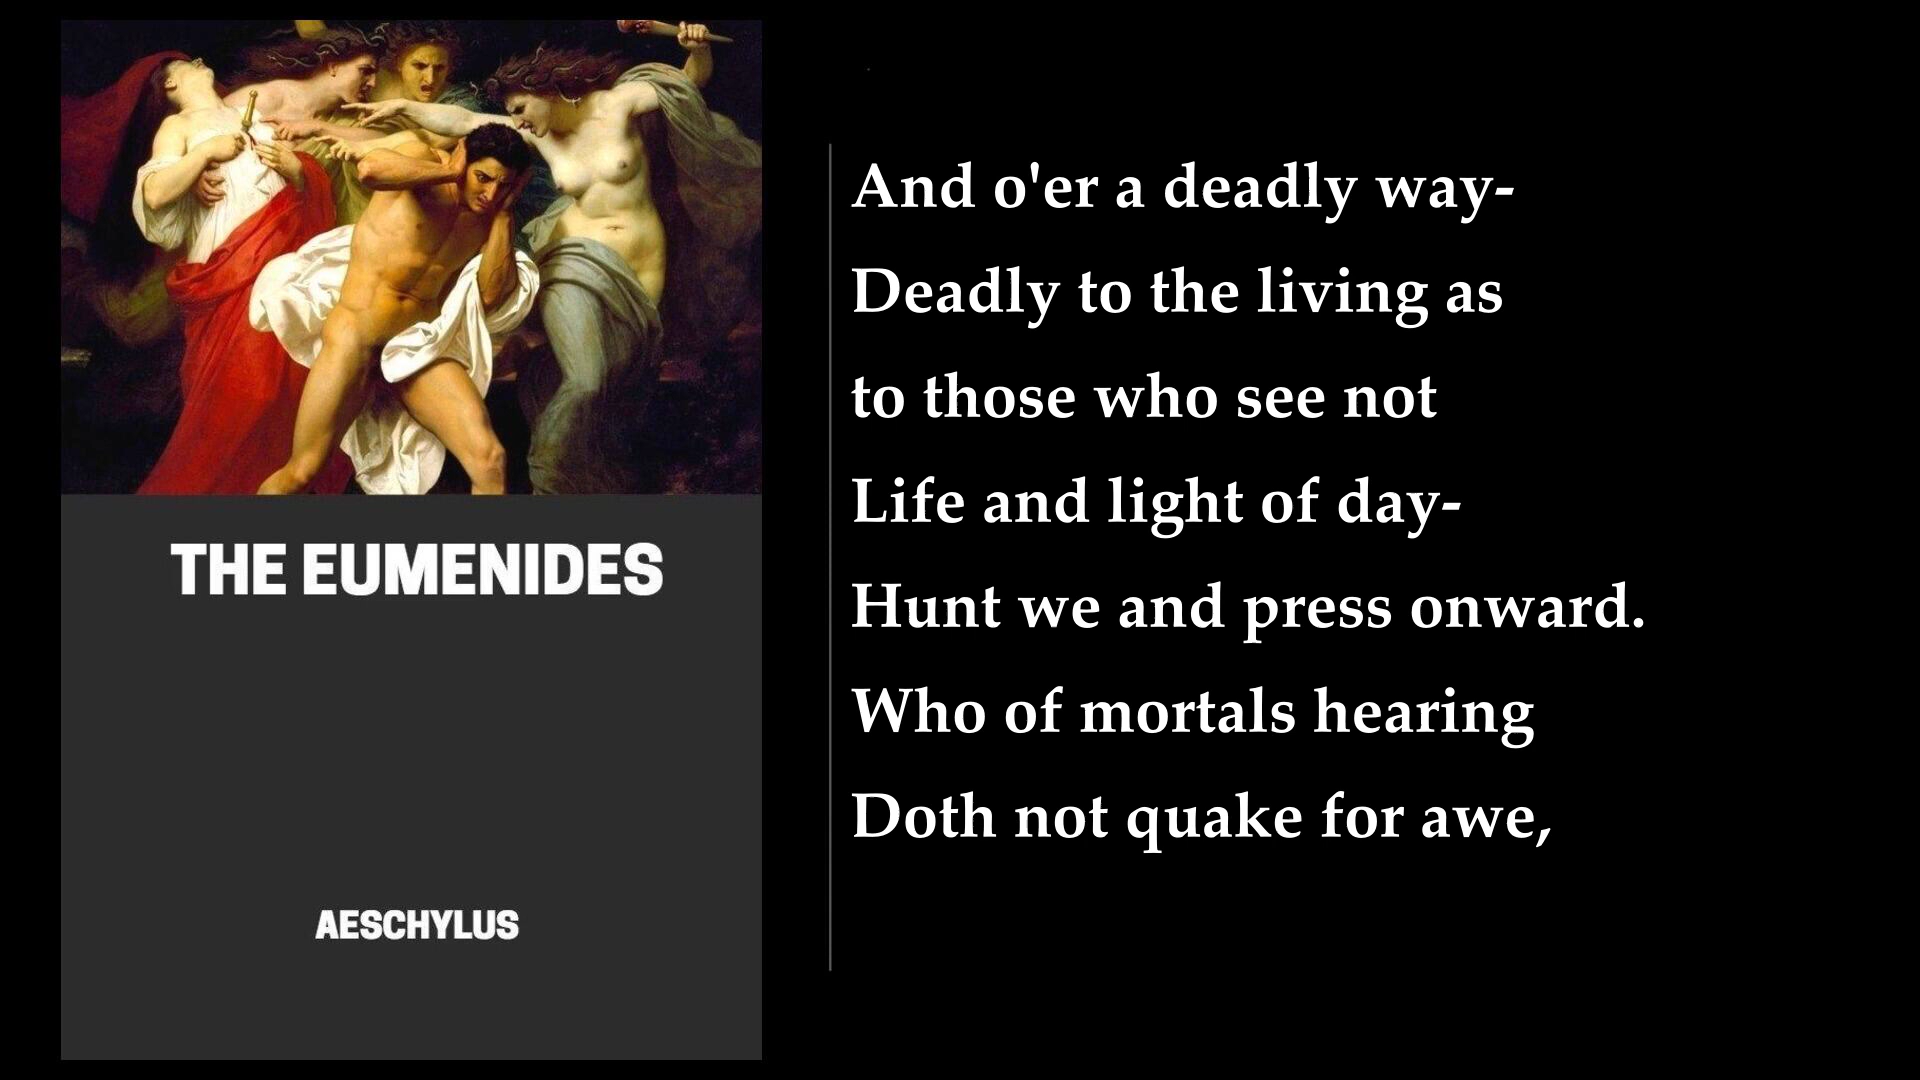 THE EUMENIDES
AESCHYLUS
And o'er a deadly way-
Deadly to the living as
to those who see not
Life and light of day-
Hunt we and press onward.
Who of mortals hearing
Doth not quake for awe,